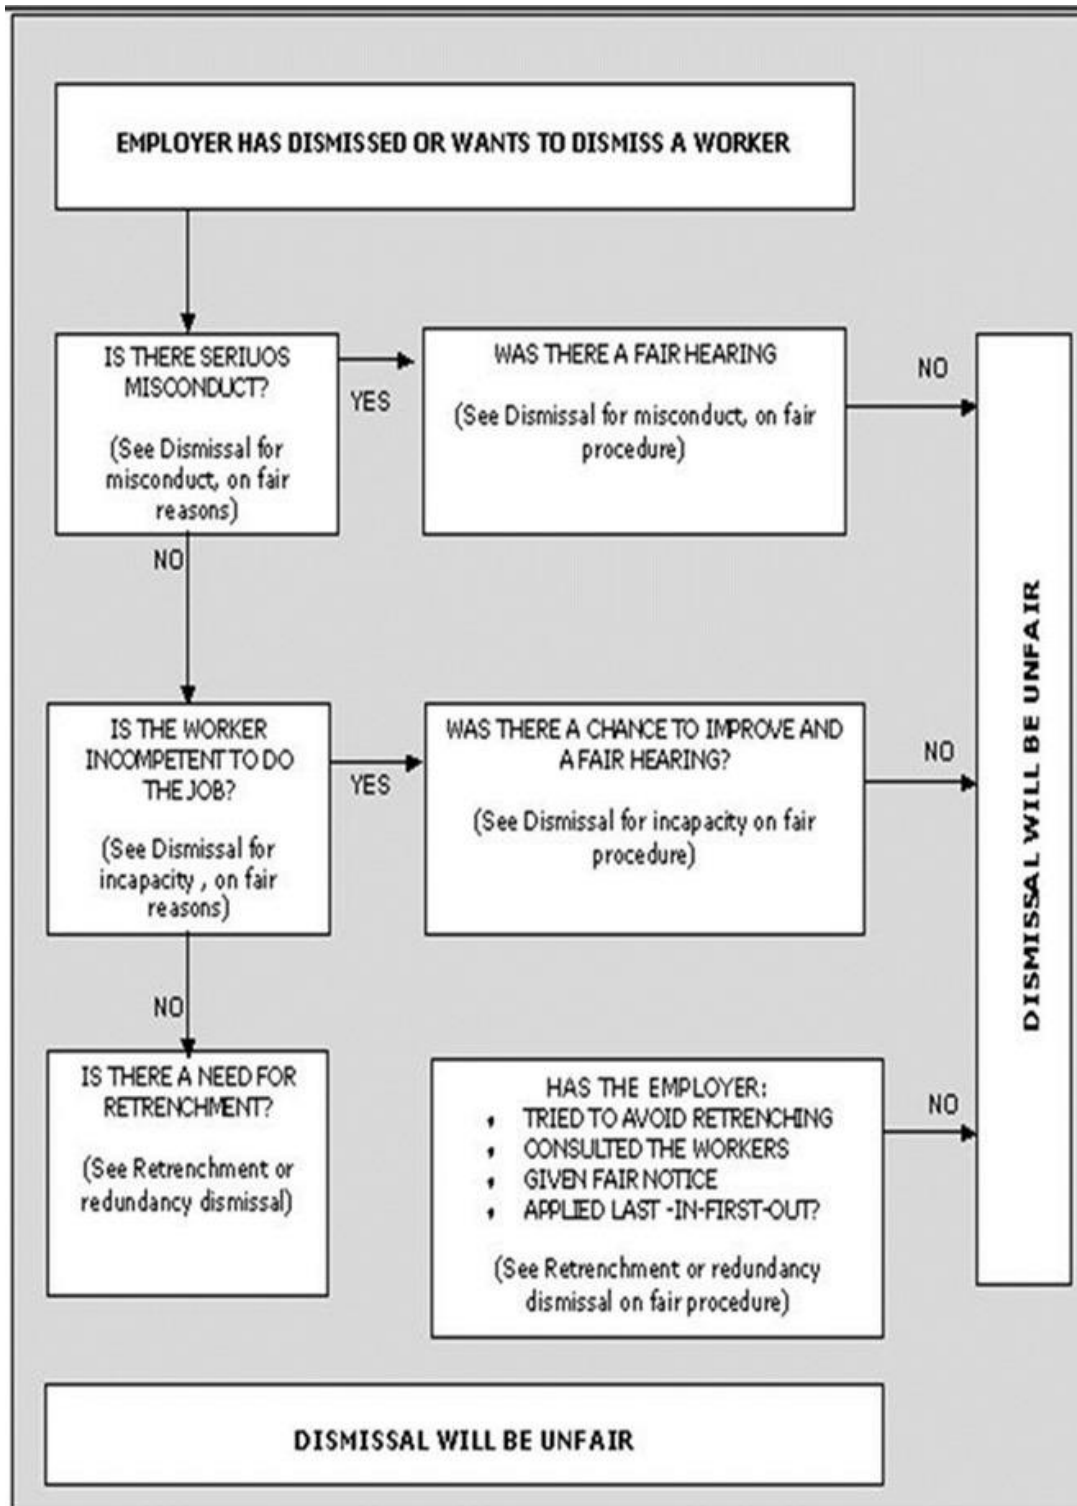 EMPLOYER HAS DISMISSED OR WANTS TO DISMISS A WORKER
IS THERE SERIUOS
MISCONDUCT?
(See Dismissal for
misconduct, on fair
reasons)
YES
WAS THERE A FAIR HEARING
(See Dismissal for misconduct, on fair
procedure)
NO
NO
IS THE WORKER
INCOMPETENT TO DO
THE JOB?
(See Dismissal for
incapacity , on fair
reasons)
YES
WAS THERE A CHANCE TO IMPROVE AND
A FAIR HEARING?
(See Dismissal for incapacity on fair
procedure)
NO
NO
IS THERE A NEED FOR
RETRENCHMENT?
(See Retrenchment or
redundancy dismissal)
HAS THE EMPLOYER:
• TRIED TO AVOID RETRENCHING
• CONSULTED THE WORKERS
• GIVEN FAIR NOTICE
• APPLIED LAST -IN-FIRST-OUT?
(See Retrenchment or redundancy
dismissal on fair procedure)
NO
DISMISSAL WILL BE UNFAIR
DISMISSAL WILL BE UNFAIR